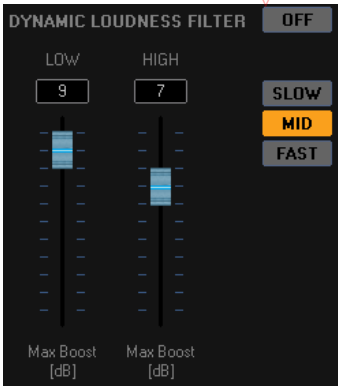 DYNAMIC LOUDNESS FILTER OFF
LOW HIGH
9 7
SLOW
MID
FAST
Max Boost Max Boost
[dB] [dB]